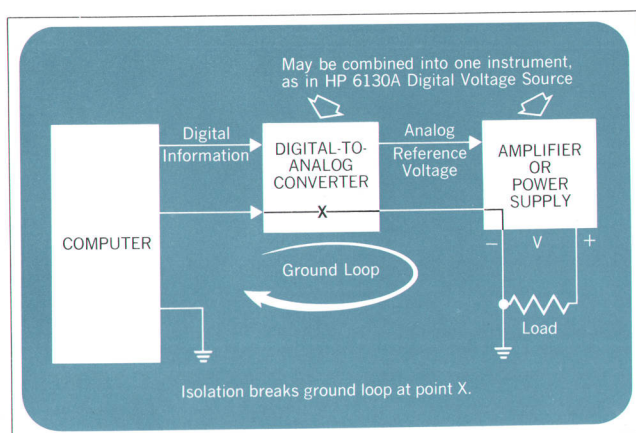 May be combined into one instrument,
as in HP 6130A Digital Voltage Source
Digital
Information
DIGITAL-TO-
ANALOG
CONVERTER
X
Analog
Reference
Voltage
AMPLIFIER
OR
POWER
SUPPLY
− V +
COMPUTER
Ground Loop
Load
Isolation breaks ground loop at point X.